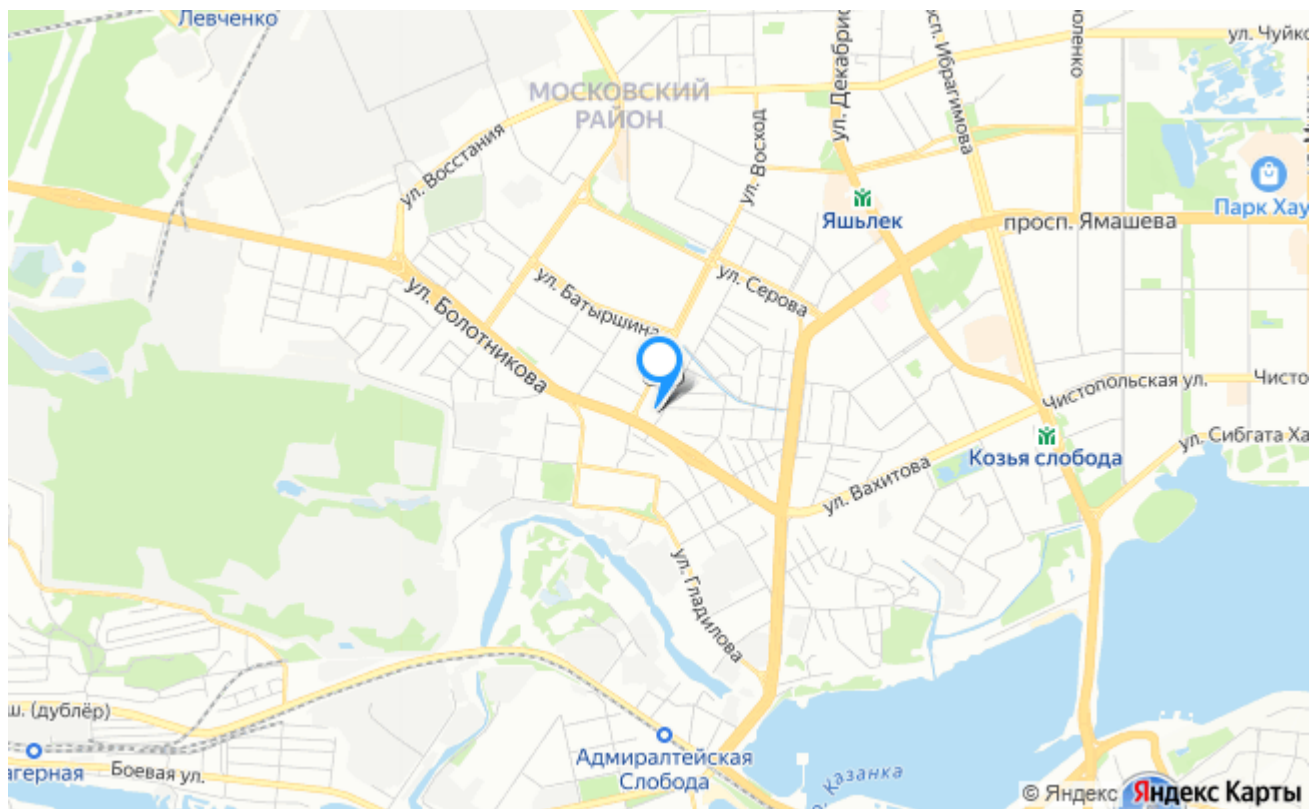 Левченко
МОСКОВСКИЙ
РАЙОН
ул. Восстания
ул. Восход
ул. Декабрис
просп. Ибрагимова
ул. Чуйко
Яшьлек
просп. Ямашева
Парк Хау
ул. Серова
ул. Батыршина
ул. Болотникова
Чистопольская ул.
Чисто
ул. Сибгата Ха
Козья слобода
ул. Вахитова
ул. Гладилова
ш. (дублёр)
агерная
Боевая ул.
Адмиралтейская
Слобода
Казанка
© Яндекс Яндекс Карты